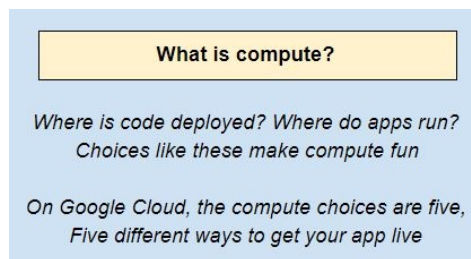 What is compute?
Where is code deployed? Where do apps run?
Choices like these make compute fun
On Google Cloud, the compute choices are five,
Five different ways to get your app live